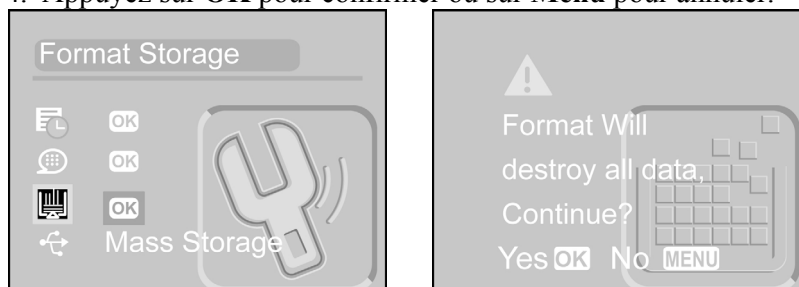 4. Appuyez sur OK pour confirmer ou sur Menu pour annuler.
Format Storage
OK
OK
OK
Mass Storage
Format Will
destroy all data,
Continue?
Yes OK No MENU